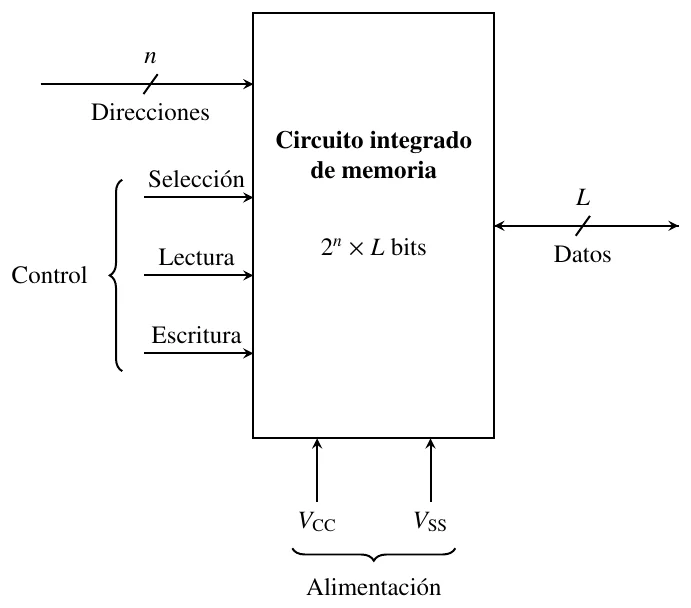 n
Direcciones
Circuito integrado
de memoria
Selección
L
2ⁿ × L bits
Datos
Lectura
Control
Escritura
V_CC
V_SS
Alimentación